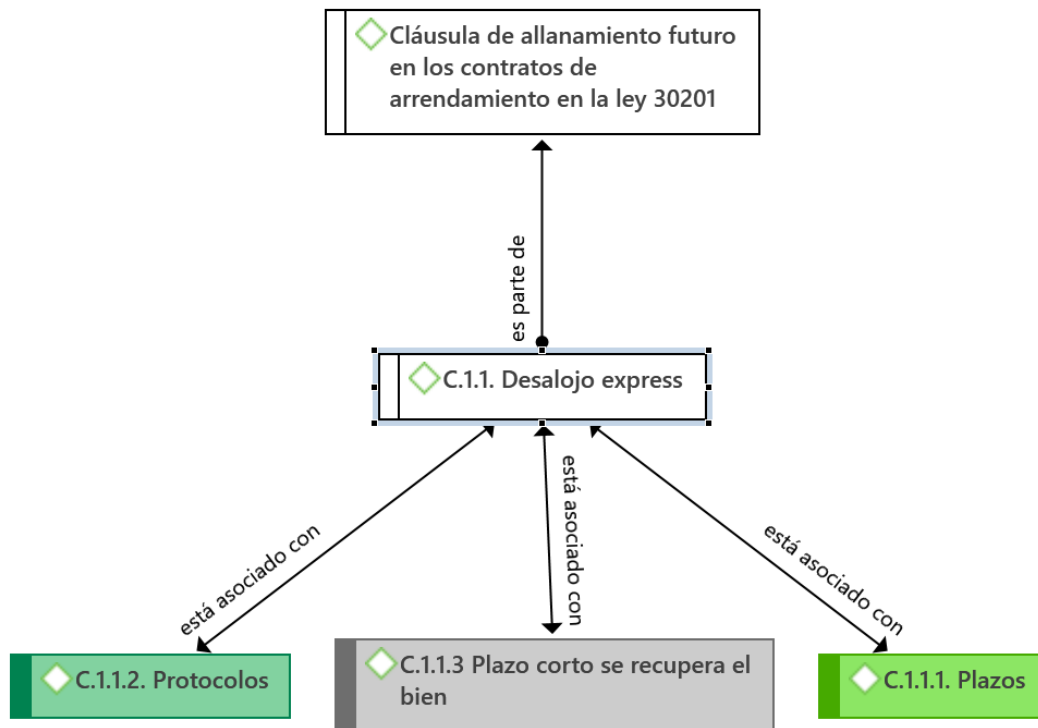 Cláusula de allanamiento futuro
en los contratos de
arrendamiento en la ley 30201
es parte de
C.1.1. Desalojo express
está asociado con
está asociado con
está asociado con
C.1.1.2. Protocolos
C.1.1.3 Plazo corto se recupera el
bien
C.1.1.1. Plazos